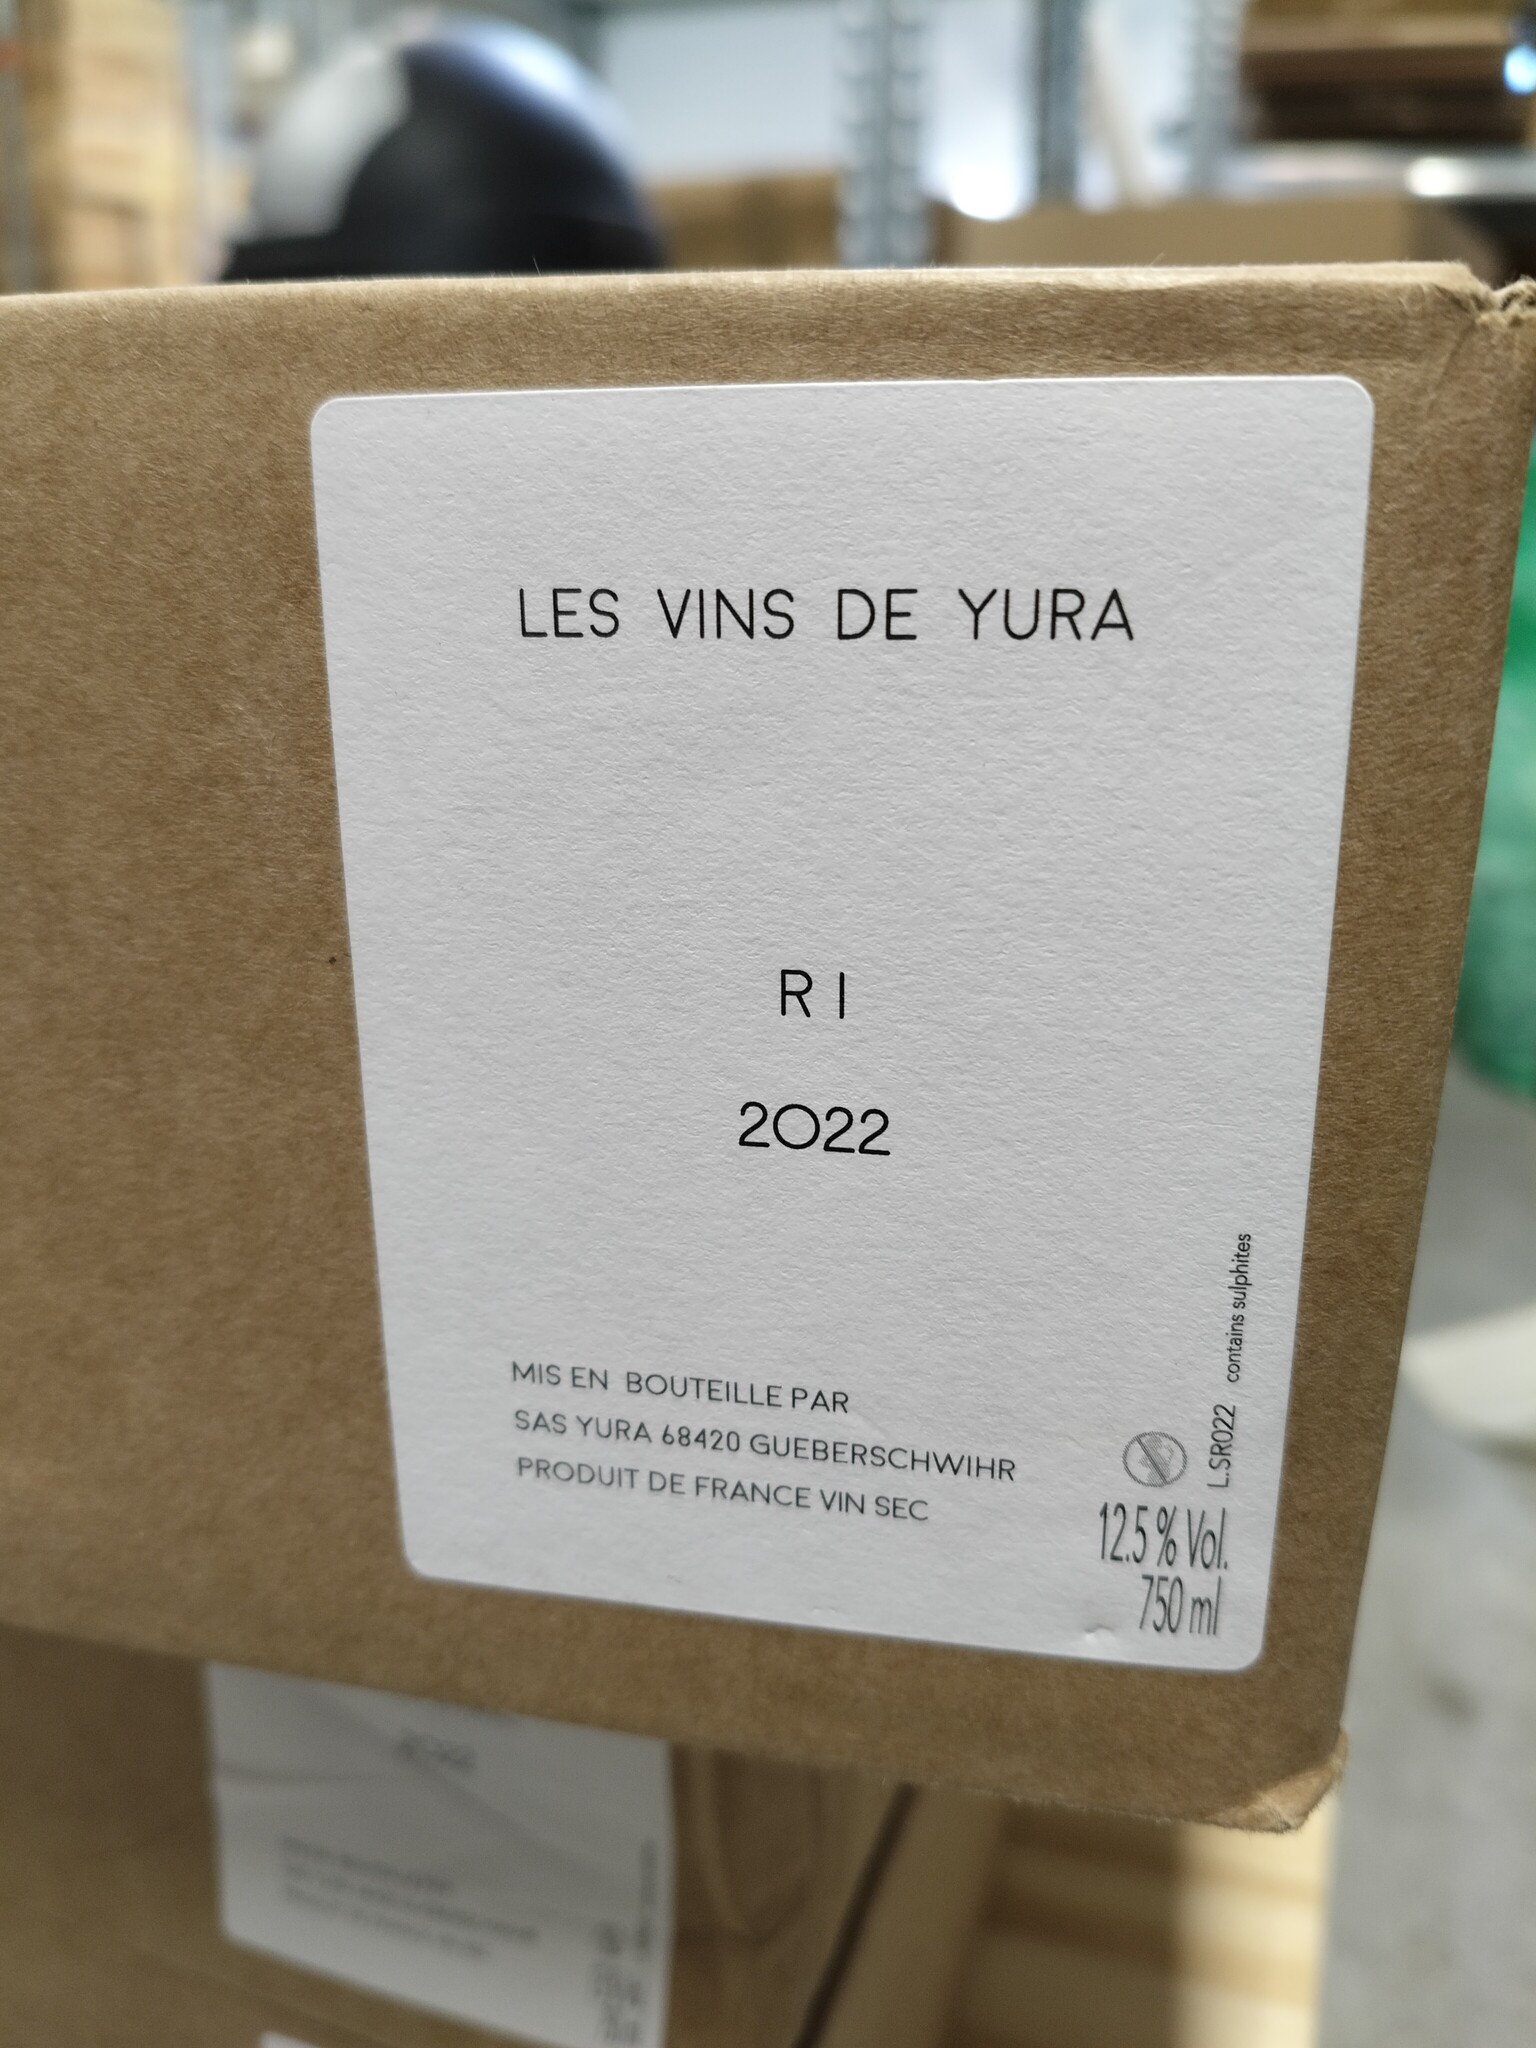 LES VINS DE YURA
R I
2022
MIS EN BOUTEILLE PAR
SAS YURA 68420 GUEBERSCHWIHR
PRODUIT DE FRANCE VIN SEC
L.SR022 contains sulphites
12.5 % Vol.
750 ml
2022